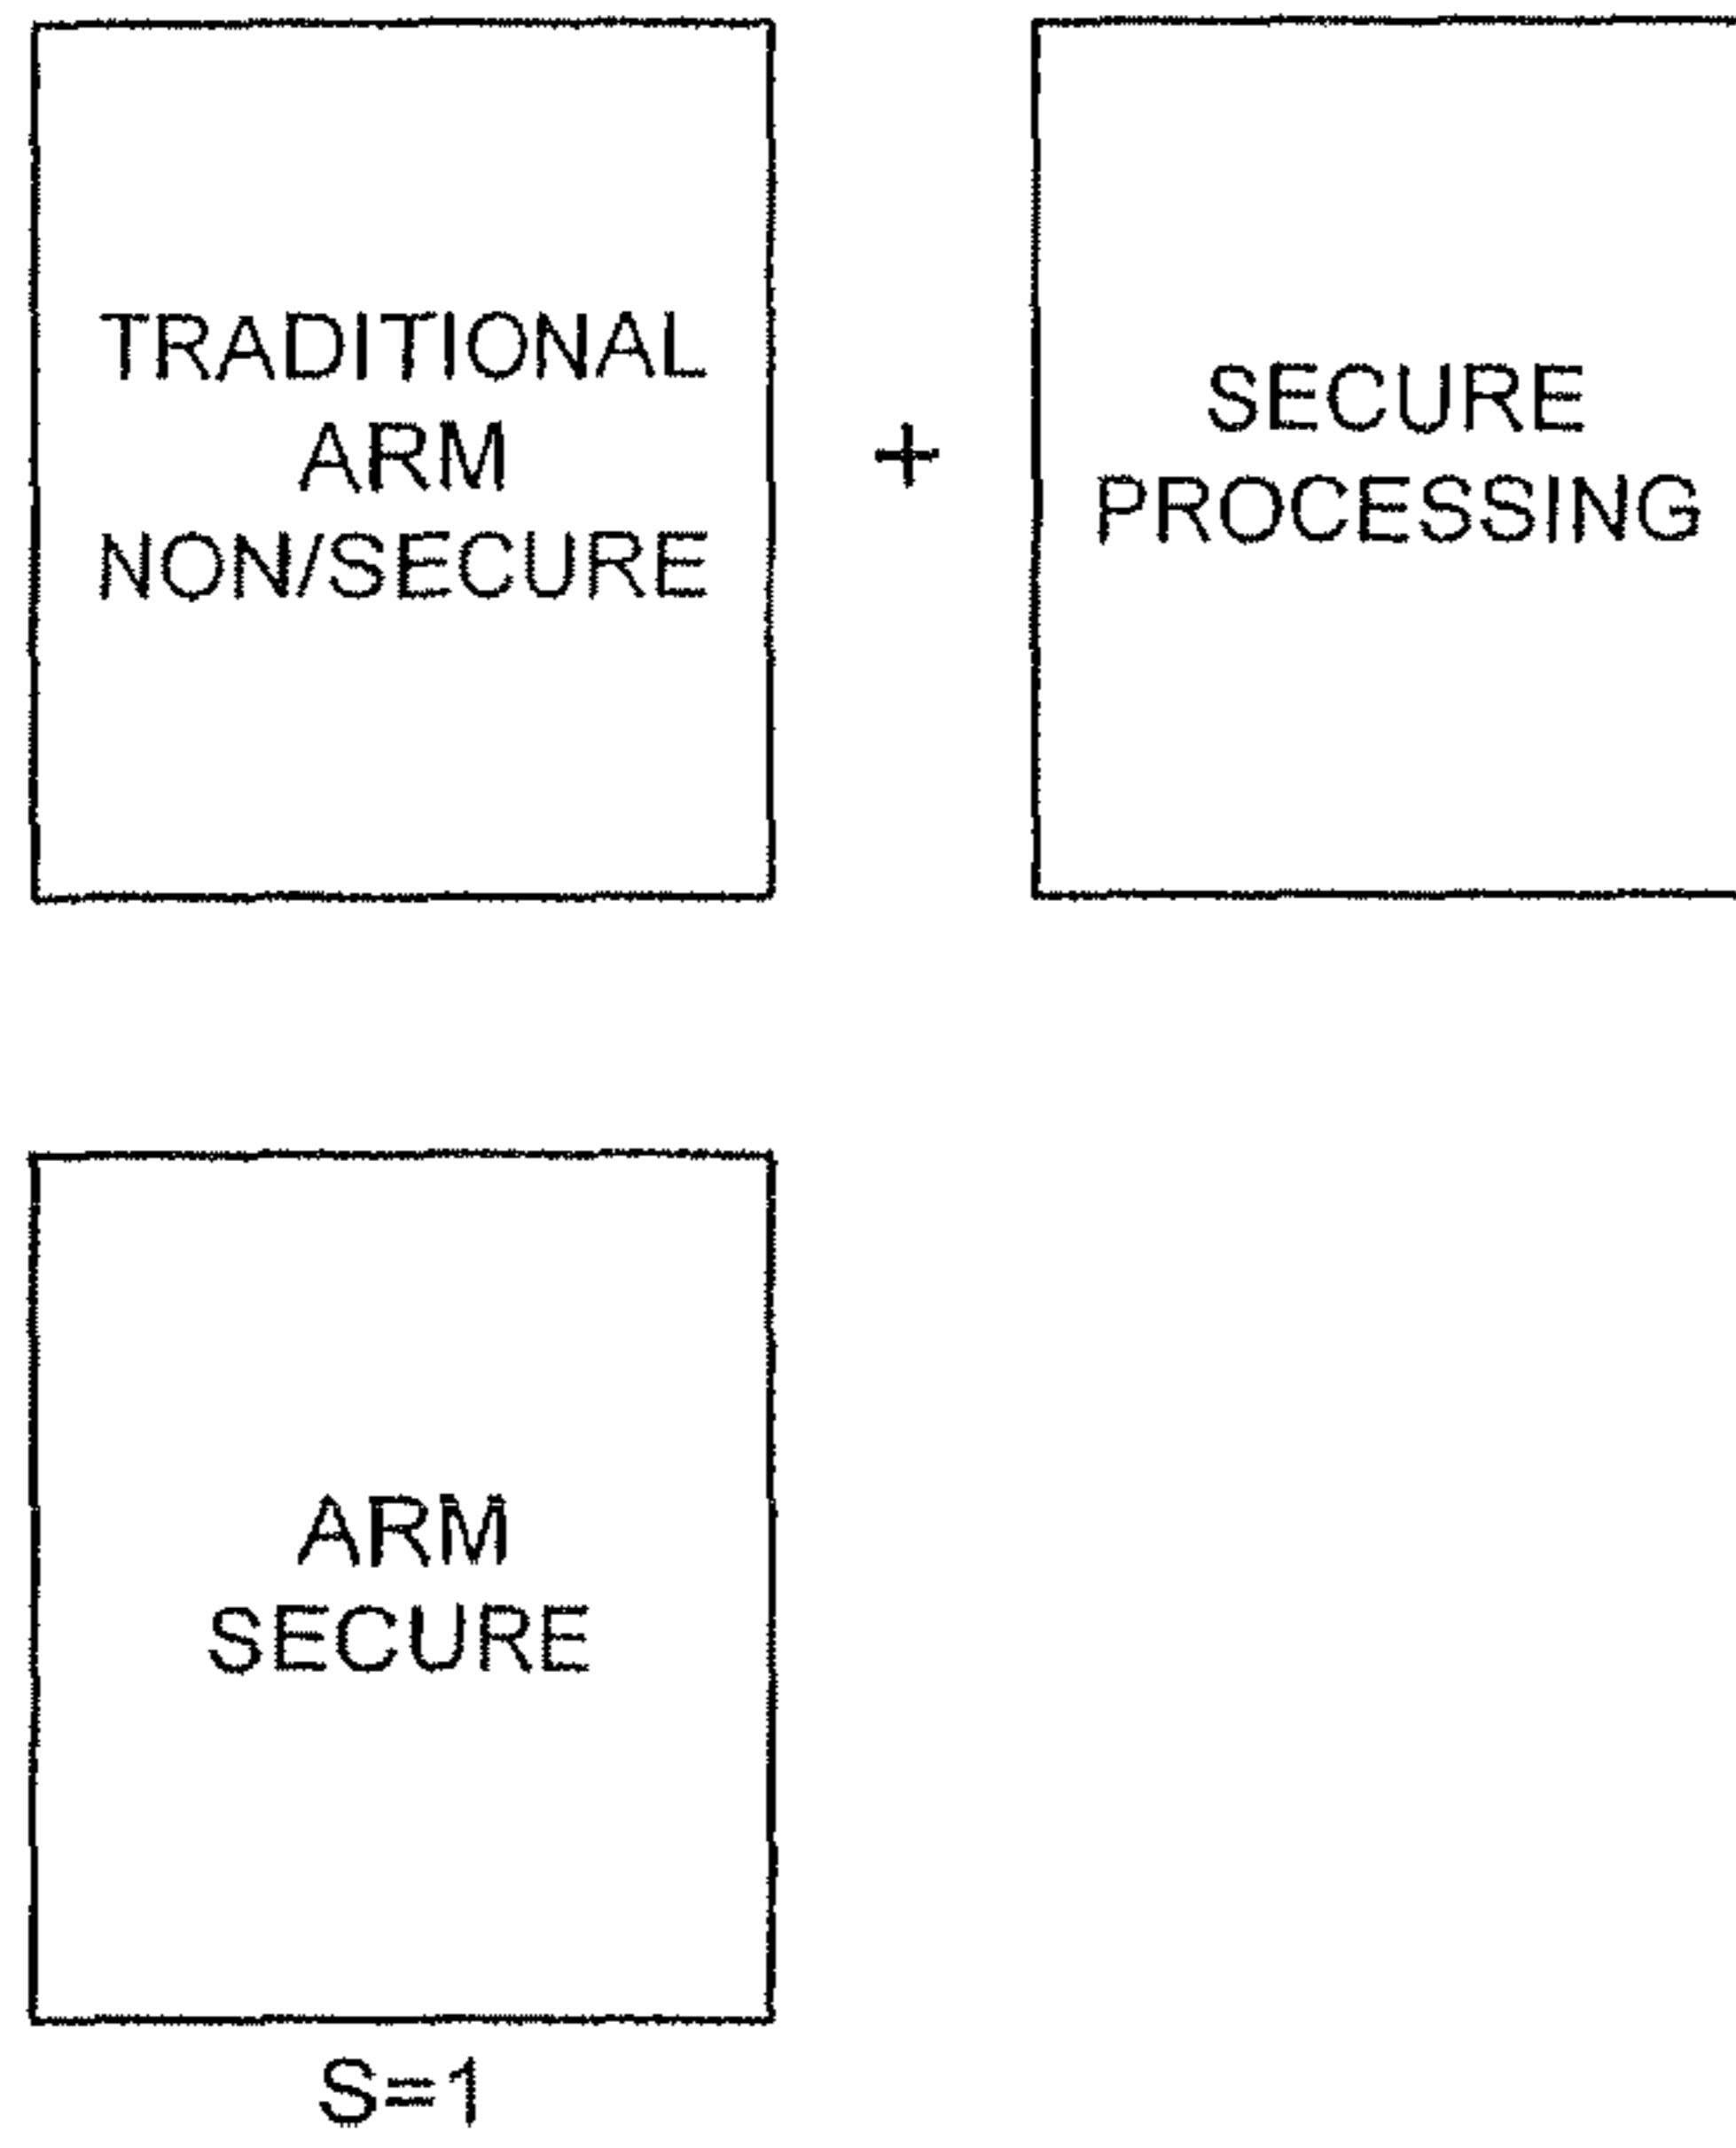 TRADITIONAL
ARM
NON/SECURE
+
SECURE
PROCESSING
ARM
SECURE
S=1